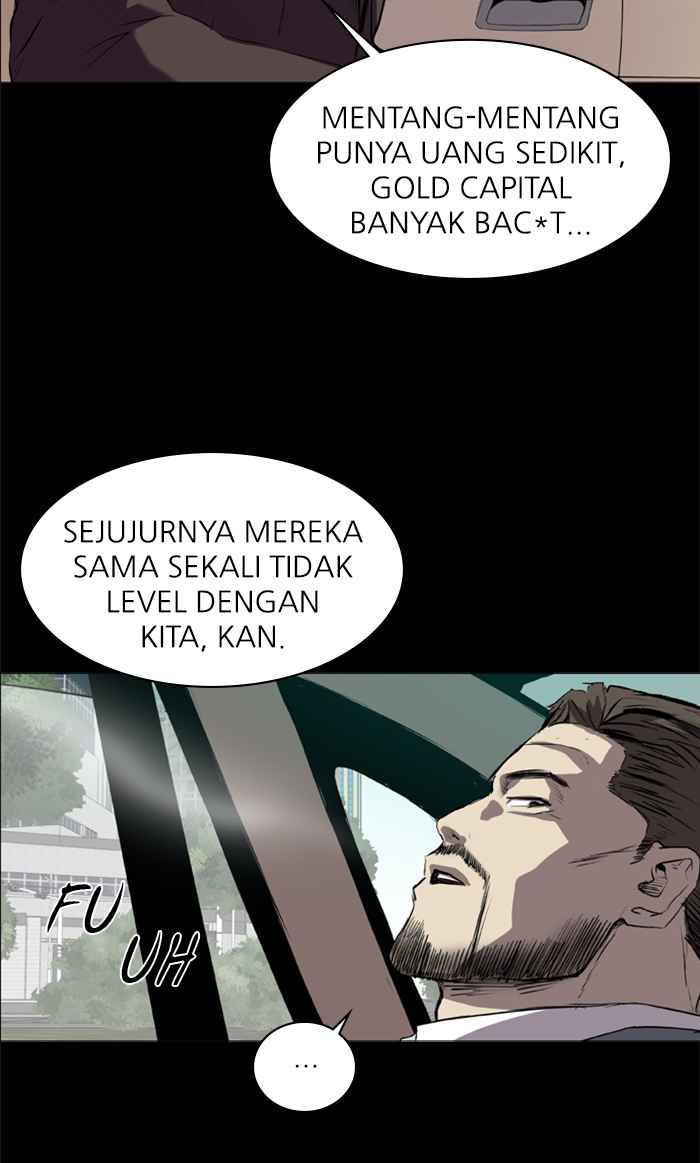 MENTANG-MENTANG
PUNYA UANG SEDIKIT,
GOLD CAPITAL
BANYAK BAC*T...
SEJUJURNYA MEREKA
SAMA SEKALI TIDAK
LEVEL DENGAN
KITA, KAN.
FU
UH
...